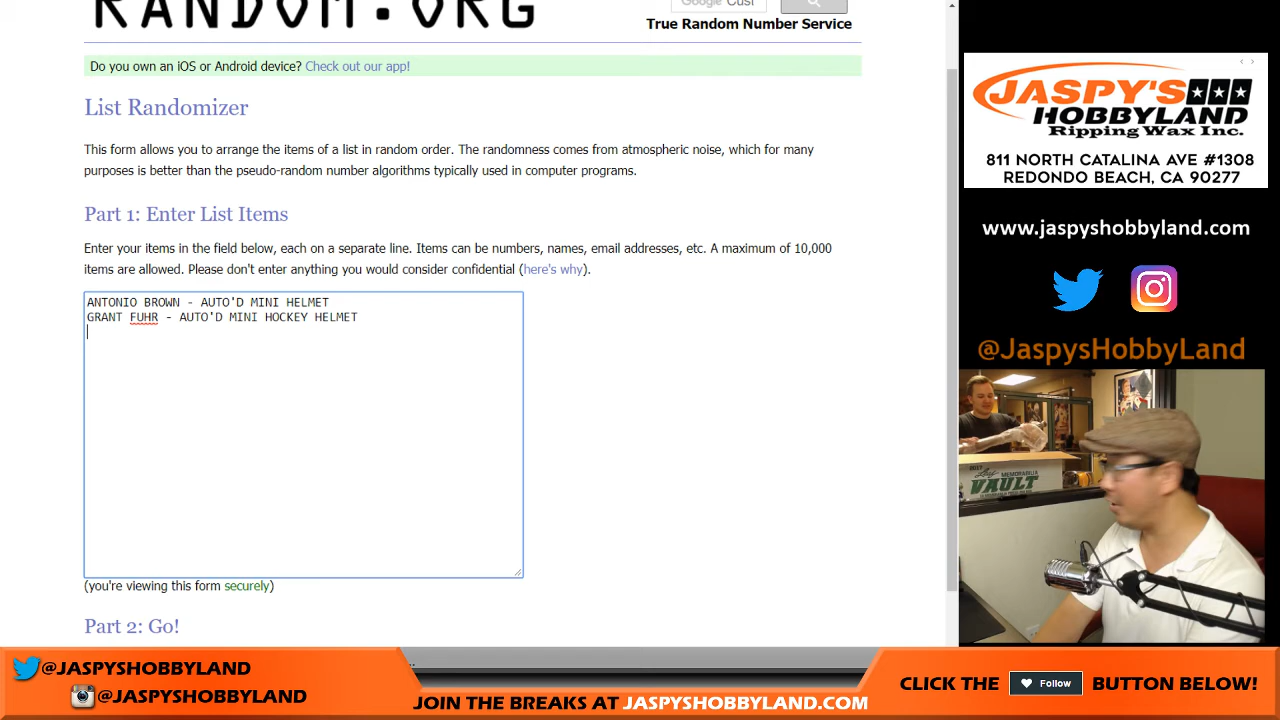 RANDOM.ORG
Google Cust
True Random Number Service
Do you own an iOS or Android device? Check out our app!
List Randomizer
This form allows you to arrange the items of a list in random order. The randomness comes from atmospheric noise, which for many
purposes is better than the pseudo-random number algorithms typically used in computer programs.
Part 1: Enter List Items
Enter your items in the field below, each on a separate line. Items can be numbers, names, email addresses, etc. A maximum of 10,000
items are allowed. Please don't enter anything you would consider confidential (here's why).
ANTONIO BROWN - AUTO'D MINI HELMET
GRANT FUHR - AUTO'D MINI HOCKEY HELMET
(you're viewing this form securely)
Part 2: Go!
JASPY'S
HOBBYLAND
Ripping Wax Inc.
811 NORTH CATALINA AVE #1308
REDONDO BEACH, CA 90277
www.jaspyshobbyland.com
@JaspysHobbyLand
Leaf MEMORABILIA
VAULT
@JASPYSHOBBYLAND
@JASPYSHOBBYLAND
JOIN THE BREAKS AT JASPYSHOBBYLAND.COM
CLICK THE Follow BUTTON BELOW!